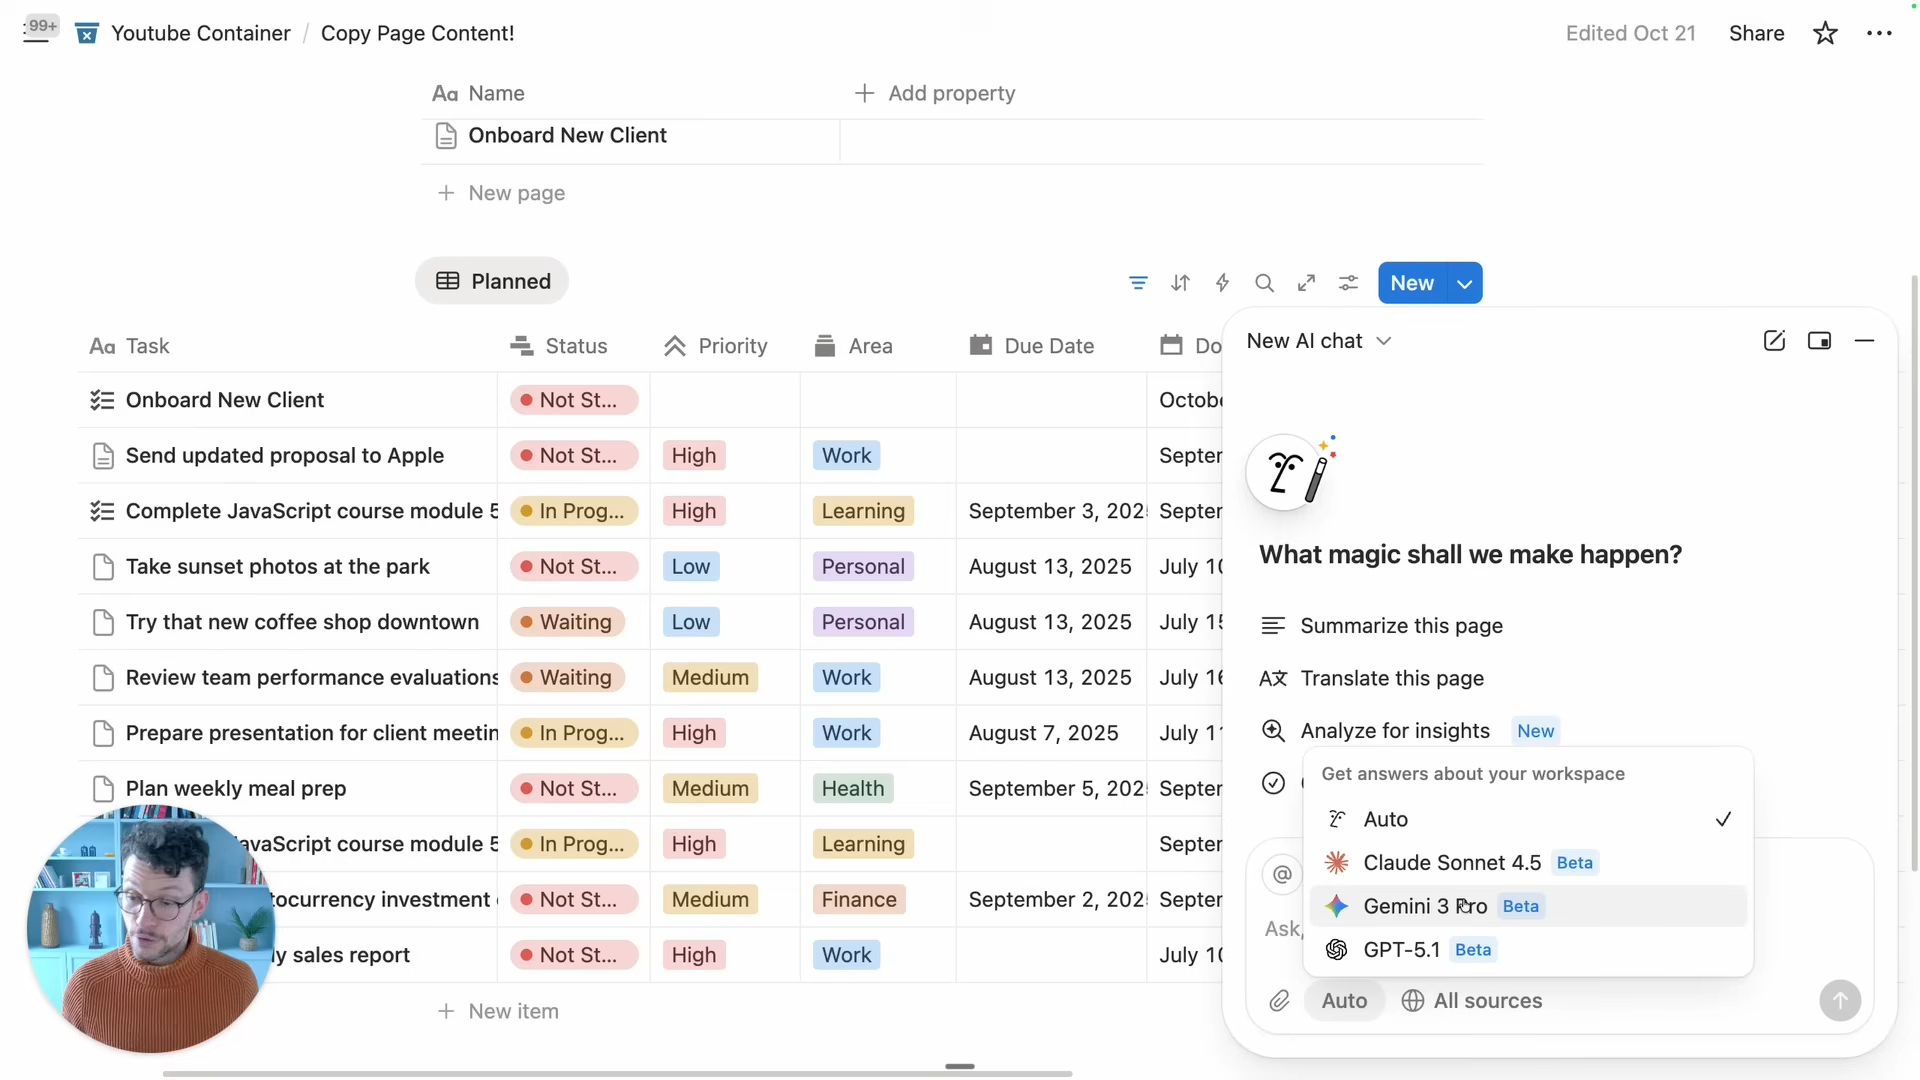 99+
Youtube Container / Copy Page Content!
Edited Oct 21
Share
Aa Name
+ Add property
Onboard New Client
+ New page
Planned
New
Aa Task
Status
Priority
Area
Due Date
Do
Onboard New Client
Not St...
Octobe
Send updated proposal to Apple
Not St...
High
Work
Septer
Complete JavaScript course module 5
In Prog...
High
Learning
September 3, 202
Septer
Take sunset photos at the park
Not St...
Low
Personal
August 13, 2025
July 10
Try that new coffee shop downtown
Waiting
Low
Personal
August 13, 2025
July 15
Review team performance evaluations
Waiting
Medium
Work
August 13, 2025
July 16
Prepare presentation for client meetin
In Prog...
High
Work
August 7, 2025
July 11
Plan weekly meal prep
Not St...
Medium
Health
September 5, 202
Septer
avaScript course module 5
In Prog...
High
Learning
Septer
tocurrency investment
Not St...
Medium
Finance
September 2, 202
Septer
ly sales report
Not St...
High
Work
July 10
+ New item
New AI chat
What magic shall we make happen?
Summarize this page
Translate this page
Analyze for insights
New
Get answers about your workspace
Auto
Claude Sonnet 4.5 Beta
Gemini 3 Pro Beta
GPT-5.1 Beta
@
Ask,
Auto
All sources